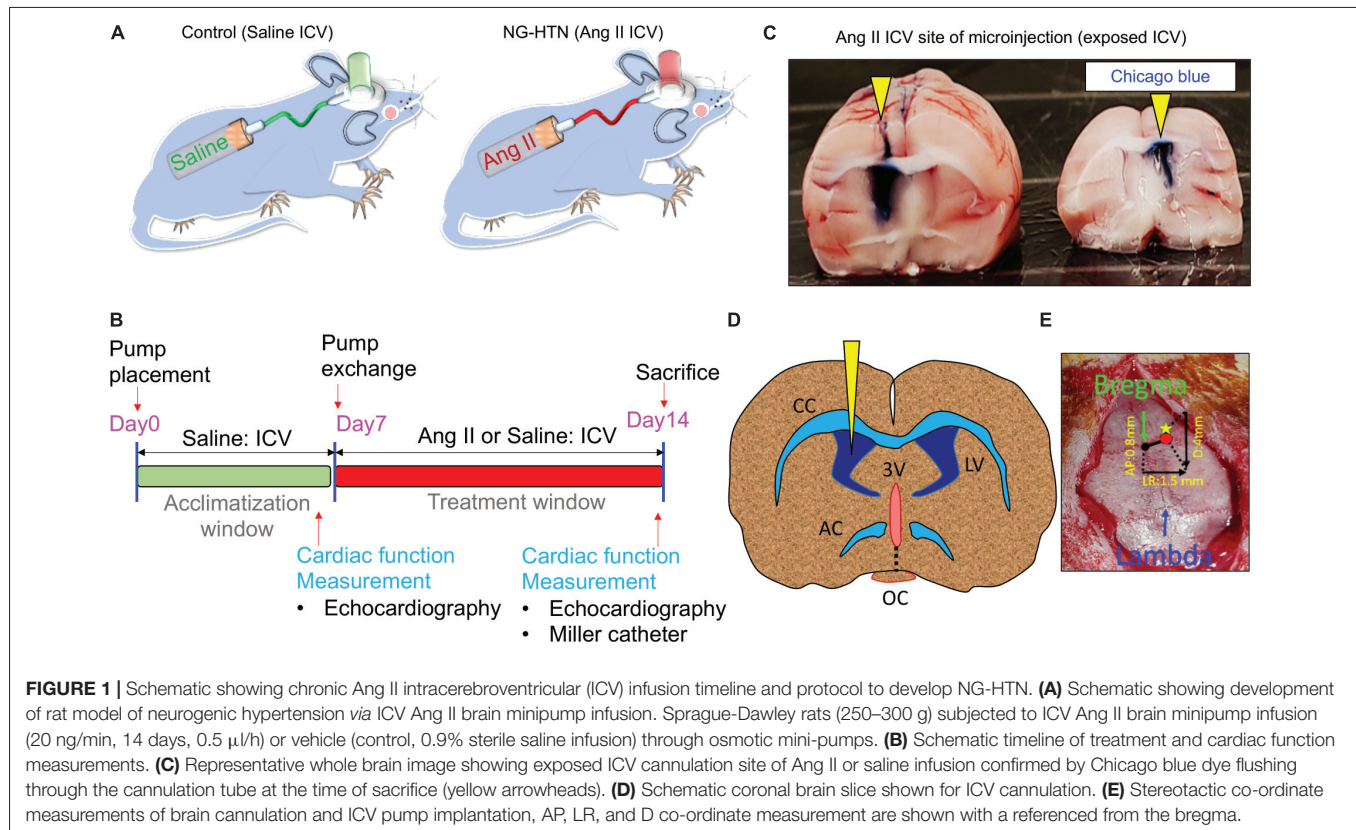 A
Control (Saline ICV)
NG-HTN (Ang II ICV)
Saline
Ang II
C
Ang II ICV site of microinjection (exposed ICV)
Chicago blue
B
Pump
placement
Pump
exchange
Sacrifice
Day0
Day7
Day14
Saline: ICV
Ang II or Saline: ICV
Acclimatization
window
Treatment window
Cardiac function
Measurement
• Echocardiography
Cardiac function
Measurement
• Echocardiography
• Miller catheter
D
CC
3V
LV
AC
OC
E
Bregma
AP:0.8mm
D:4mm
LR:1.5 mm
Lambda
FIGURE 1 | Schematic showing chronic Ang II intracerebroventricular (ICV) infusion timeline and protocol to develop NG-HTN. (A) Schematic showing development
of rat model of neurogenic hypertension via ICV Ang II brain minipump infusion. Sprague-Dawley rats (250–300 g) subjected to ICV Ang II brain minipump infusion
(20 ng/min, 14 days, 0.5 μl/h) or vehicle (control, 0.9% sterile saline infusion) through osmotic mini-pumps. (B) Schematic timeline of treatment and cardiac function
measurements. (C) Representative whole brain image showing exposed ICV cannulation site of Ang II or saline infusion confirmed by Chicago blue dye flushing
through the cannulation tube at the time of sacrifice (yellow arrowheads). (D) Schematic coronal brain slice shown for ICV cannulation. (E) Stereotactic co-ordinate
measurements of brain cannulation and ICV pump implantation, AP, LR, and D co-ordinate measurement are shown with a referenced from the bregma.